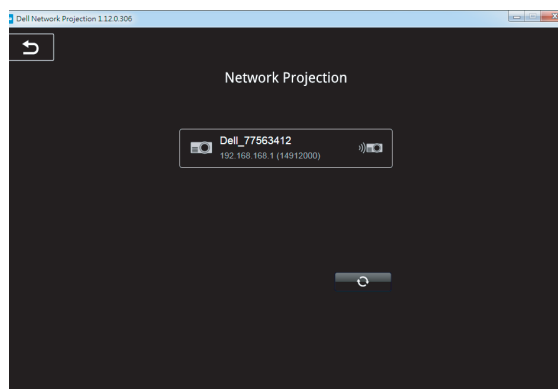 Dell Network Projection 1.12.0.306
Network Projection
Dell_77563412
192.168.168.1 (14912000)